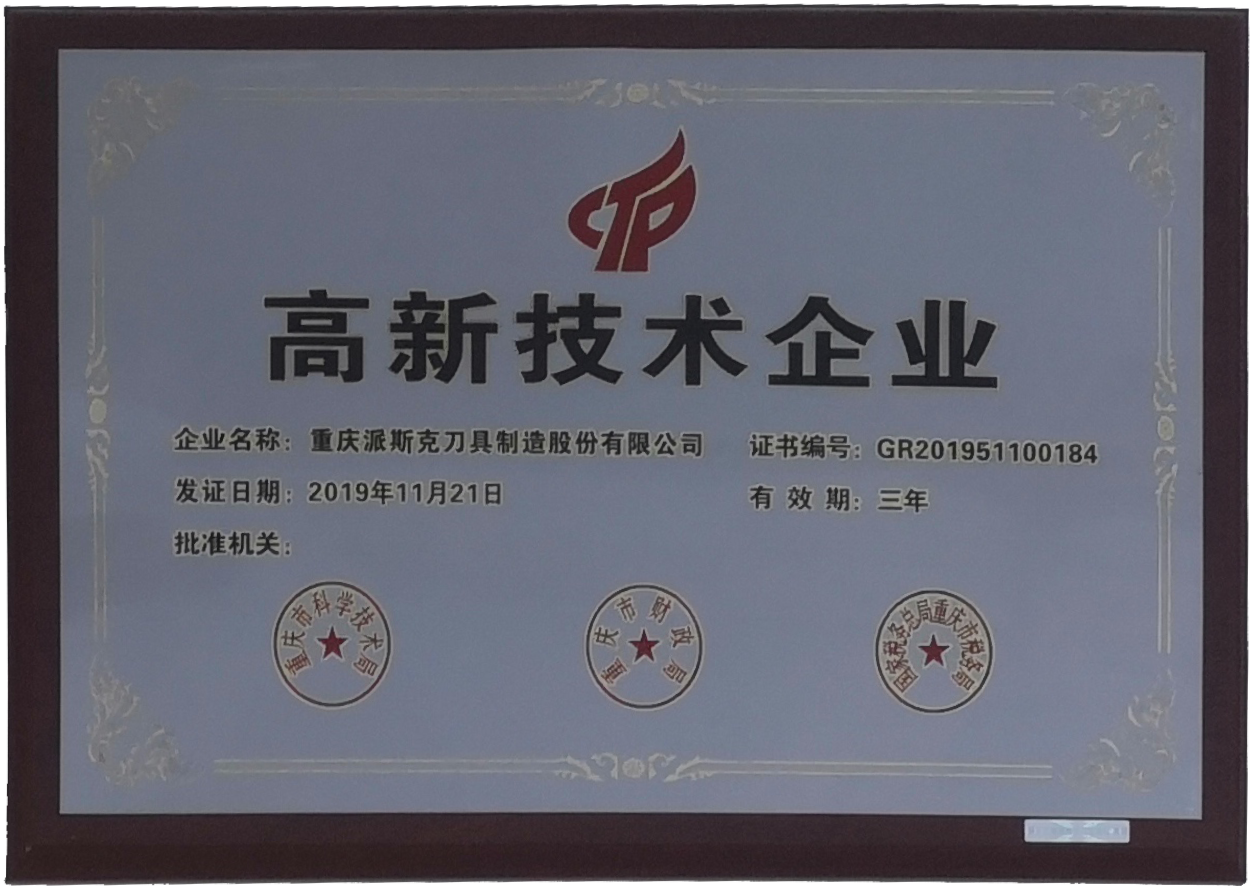 CTP
高新技术企业
企业名称：重庆派斯克刀具制造股份有限公司 证书编号：GR201951100184
发证日期：2019年11月21日 有效期：三年
批准机关：
重庆市科学技术局 重庆市财政局 国家税务总局重庆市税务局